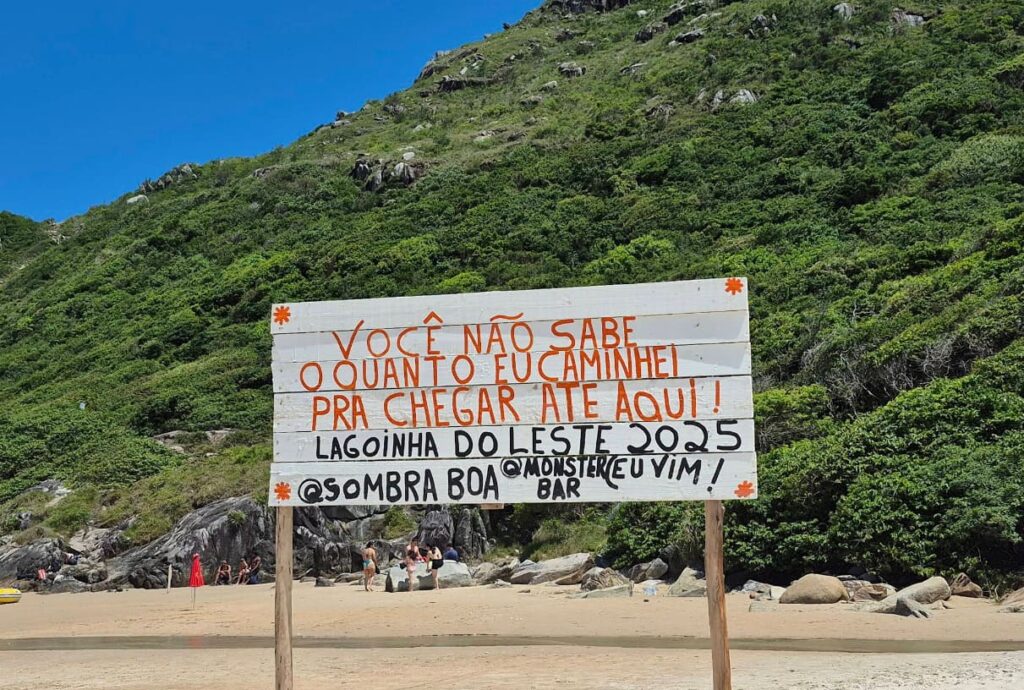 VOCÊ NÃO SABE
O QUANTO EU CAMINHEI
PRA CHEGAR ATE AQUI !
LAGOINHA DO LESTE 2025
@SOMBRA BOA @MONSTER (EU VIM !
BAR